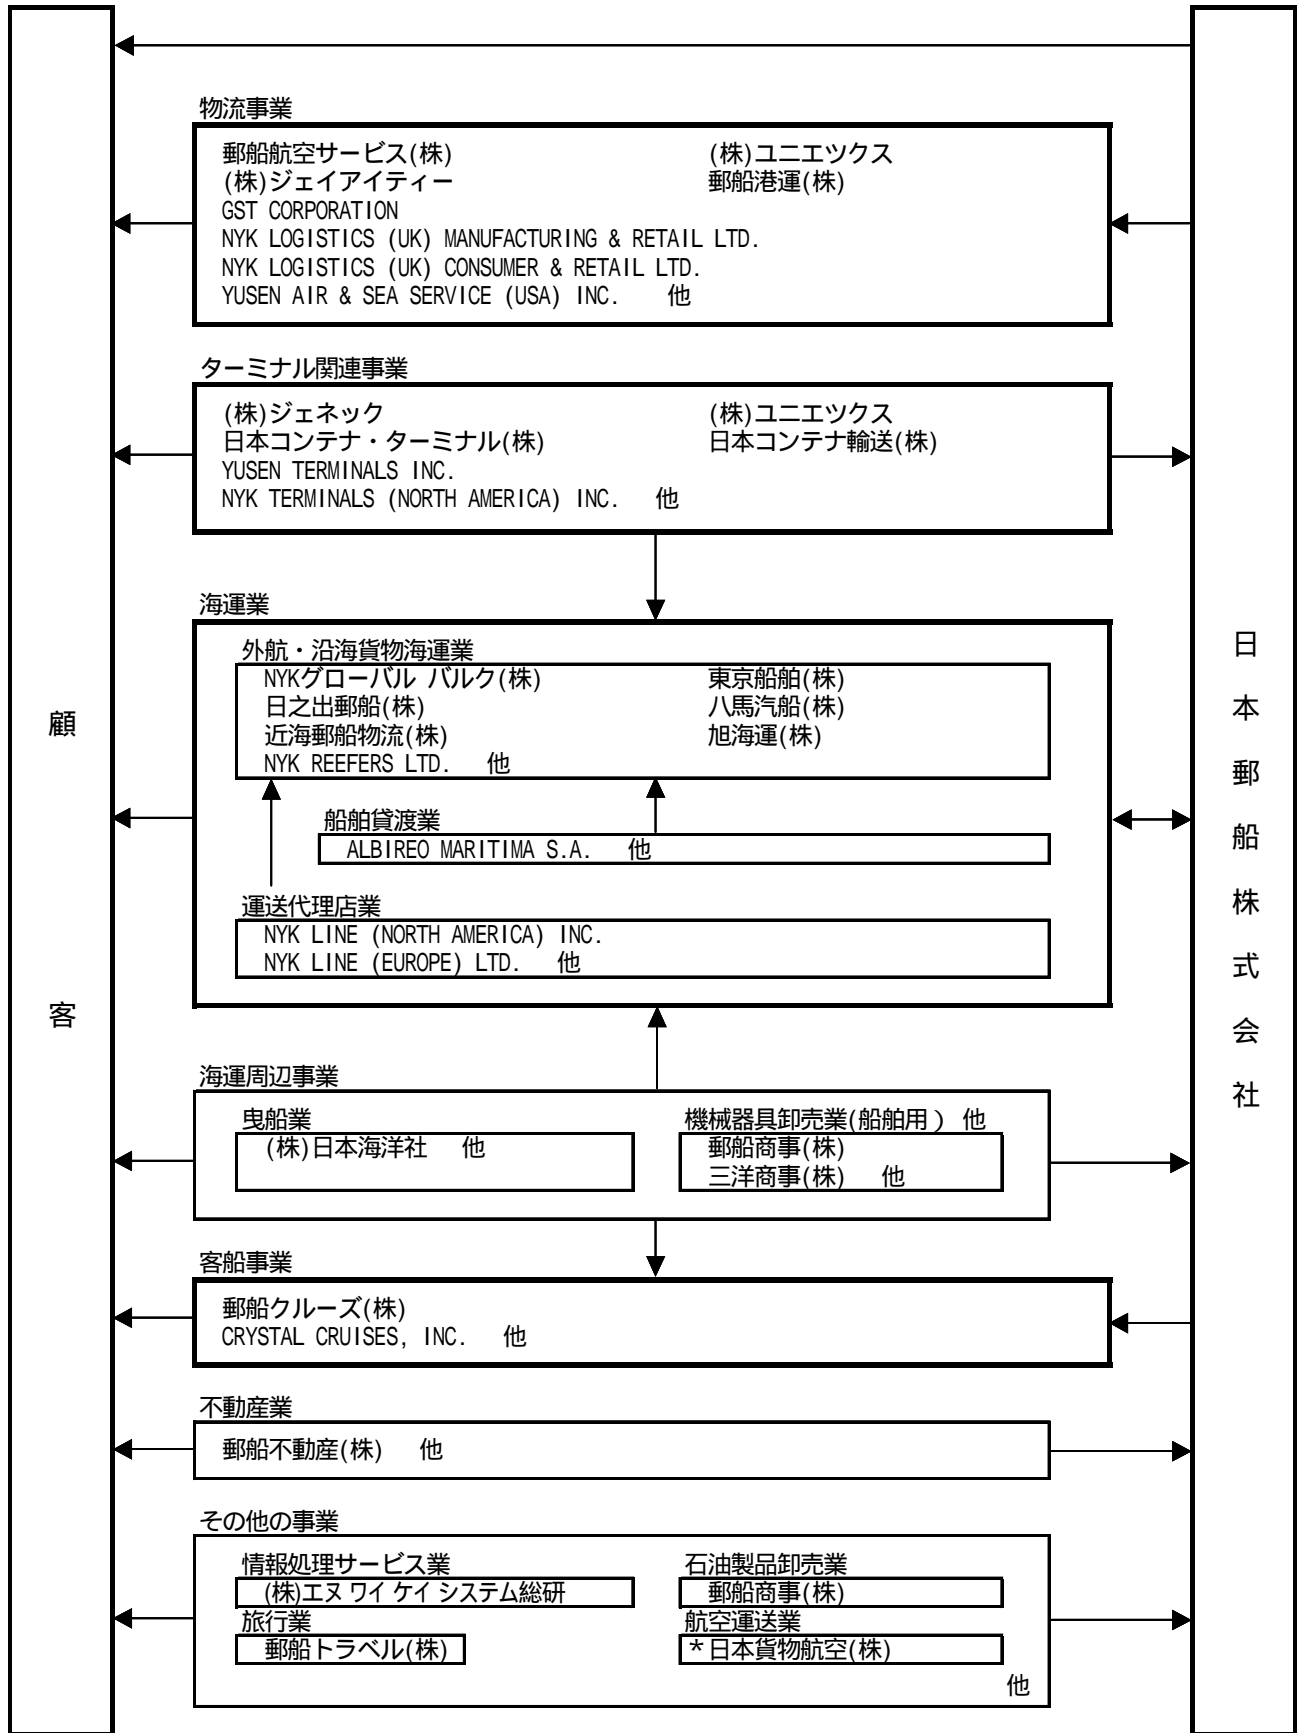 物流事業
郵船航空サービス(株) (株)ユニエツクス
(株)ジェイアイティー 郵船港運(株)
GST CORPORATION
NYK LOGISTICS (UK) MANUFACTURING & RETAIL LTD.
NYK LOGISTICS (UK) CONSUMER & RETAIL LTD.
YUSEN AIR & SEA SERVICE (USA) INC. 他
ターミナル関連事業
(株)ジェネック (株)ユニエツクス
日本コンテナ・ターミナル(株) 日本コンテナ輸送(株)
YUSEN TERMINALS INC.
NYK TERMINALS (NORTH AMERICA) INC. 他
海運業
外航・沿海貨物海運業
NYKグローバル バルク(株) 東京船舶(株)
日之出郵船(株) 八馬汽船(株)
近海郵船物流(株) 旭海運(株)
NYK REEFERS LTD. 他
船舶貸渡業
ALBIREO MARITIMA S.A. 他
運送代理店業
NYK LINE (NORTH AMERICA) INC.
NYK LINE (EUROPE) LTD. 他
海運周辺事業
曳船業 機械器具卸売業(船舶用) 他
(株)日本海洋社 他 郵船商事(株)
三洋商事(株) 他
客船事業
郵船クルーズ(株)
CRYSTAL CRUISES, INC. 他
不動産業
郵船不動産(株) 他
その他の事業
情報処理サービス業 石油製品卸売業
(株)エヌ ワイ ケイ システム総研 郵船商事(株)
旅行業 航空運送業
郵船トラベル(株) *日本貨物航空(株)
他
顧客
日本郵船株式会社